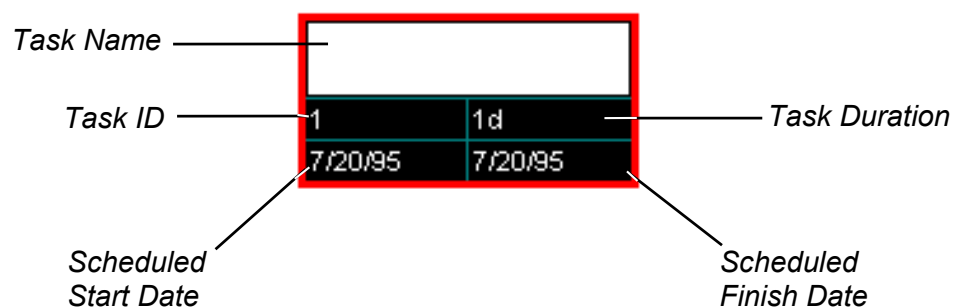 Task Name
Task ID
1
1d
Task Duration
7/20/95
7/20/95
Scheduled
Start Date
Scheduled
Finish Date